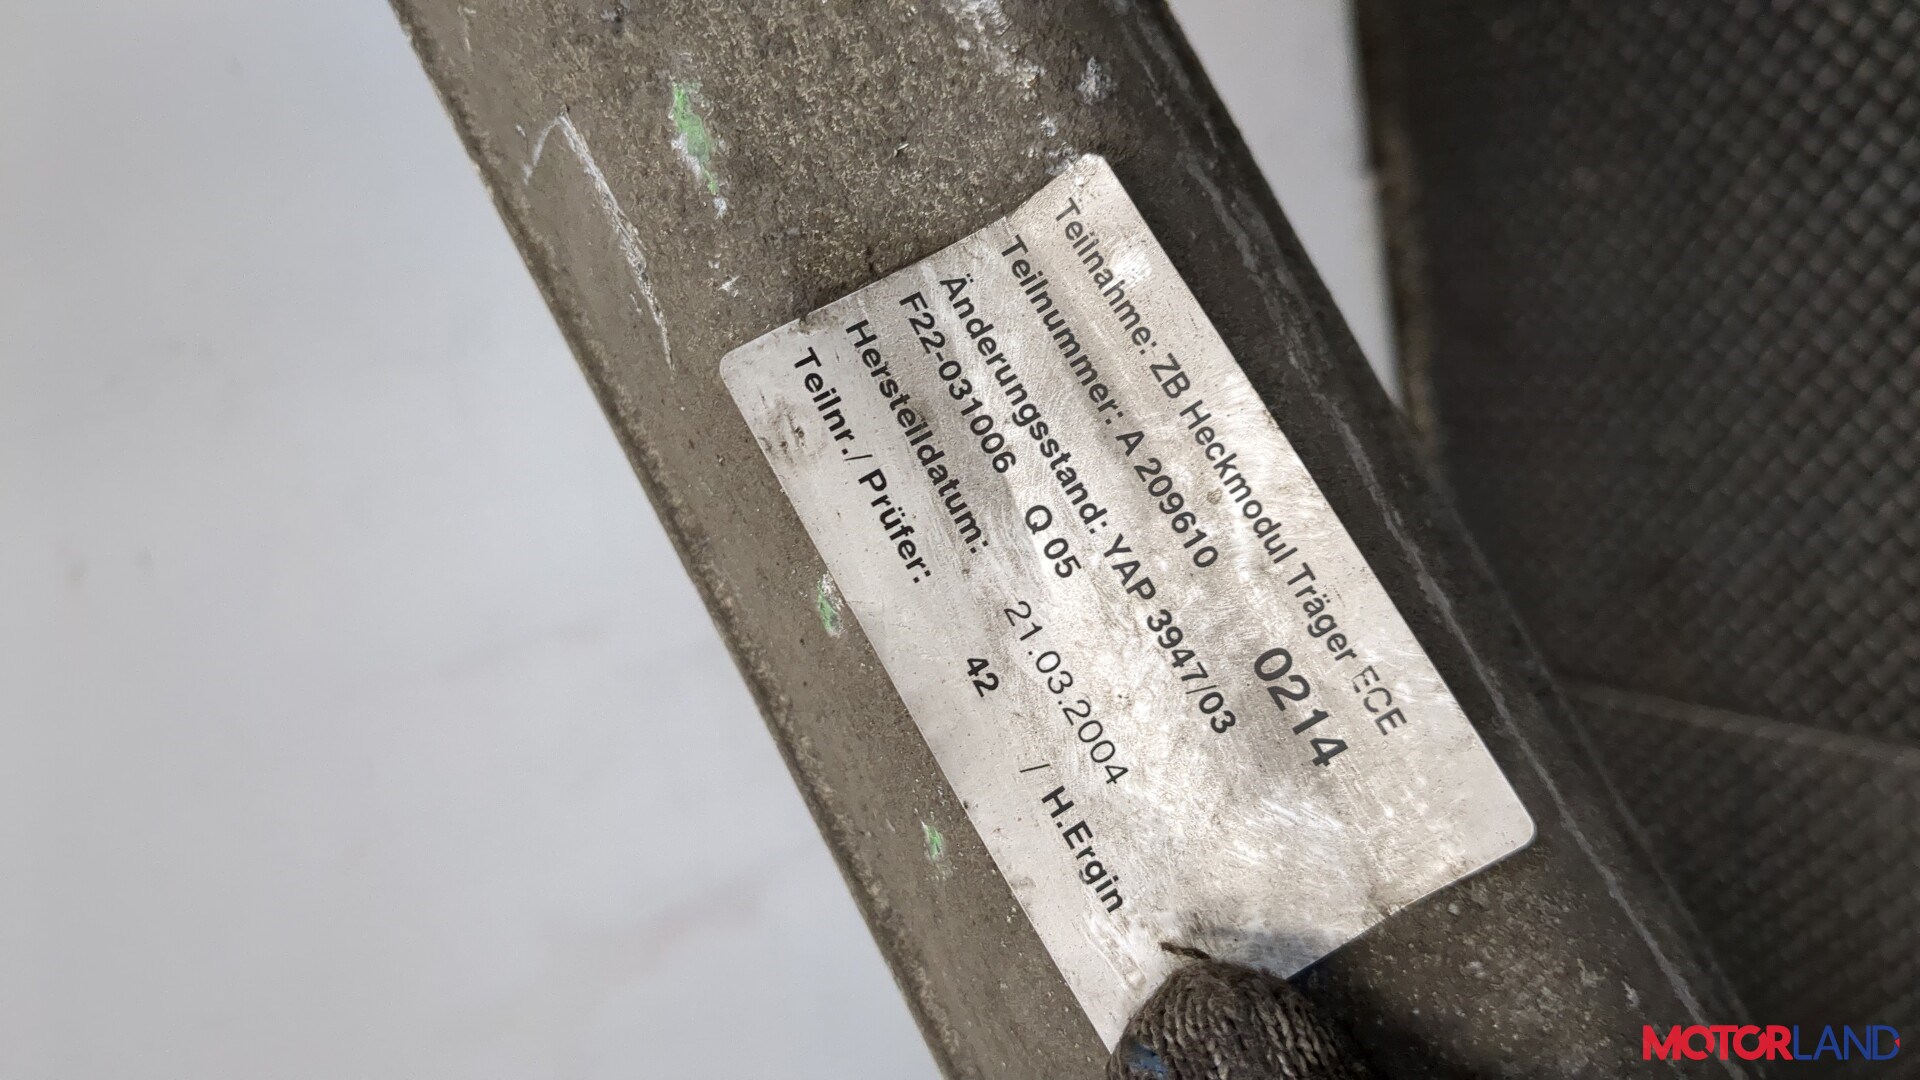 Teilnahme: ZB Heckmodul Träger ECE
Teilnummer: A 209610 0214
Änderungsstand: YAP 3947/03
F22-031006 Q 05
Herstelldatum: 21.03.2004
Teilnr./ Prüfer: 42 / H.Ergin
MOTORLAND